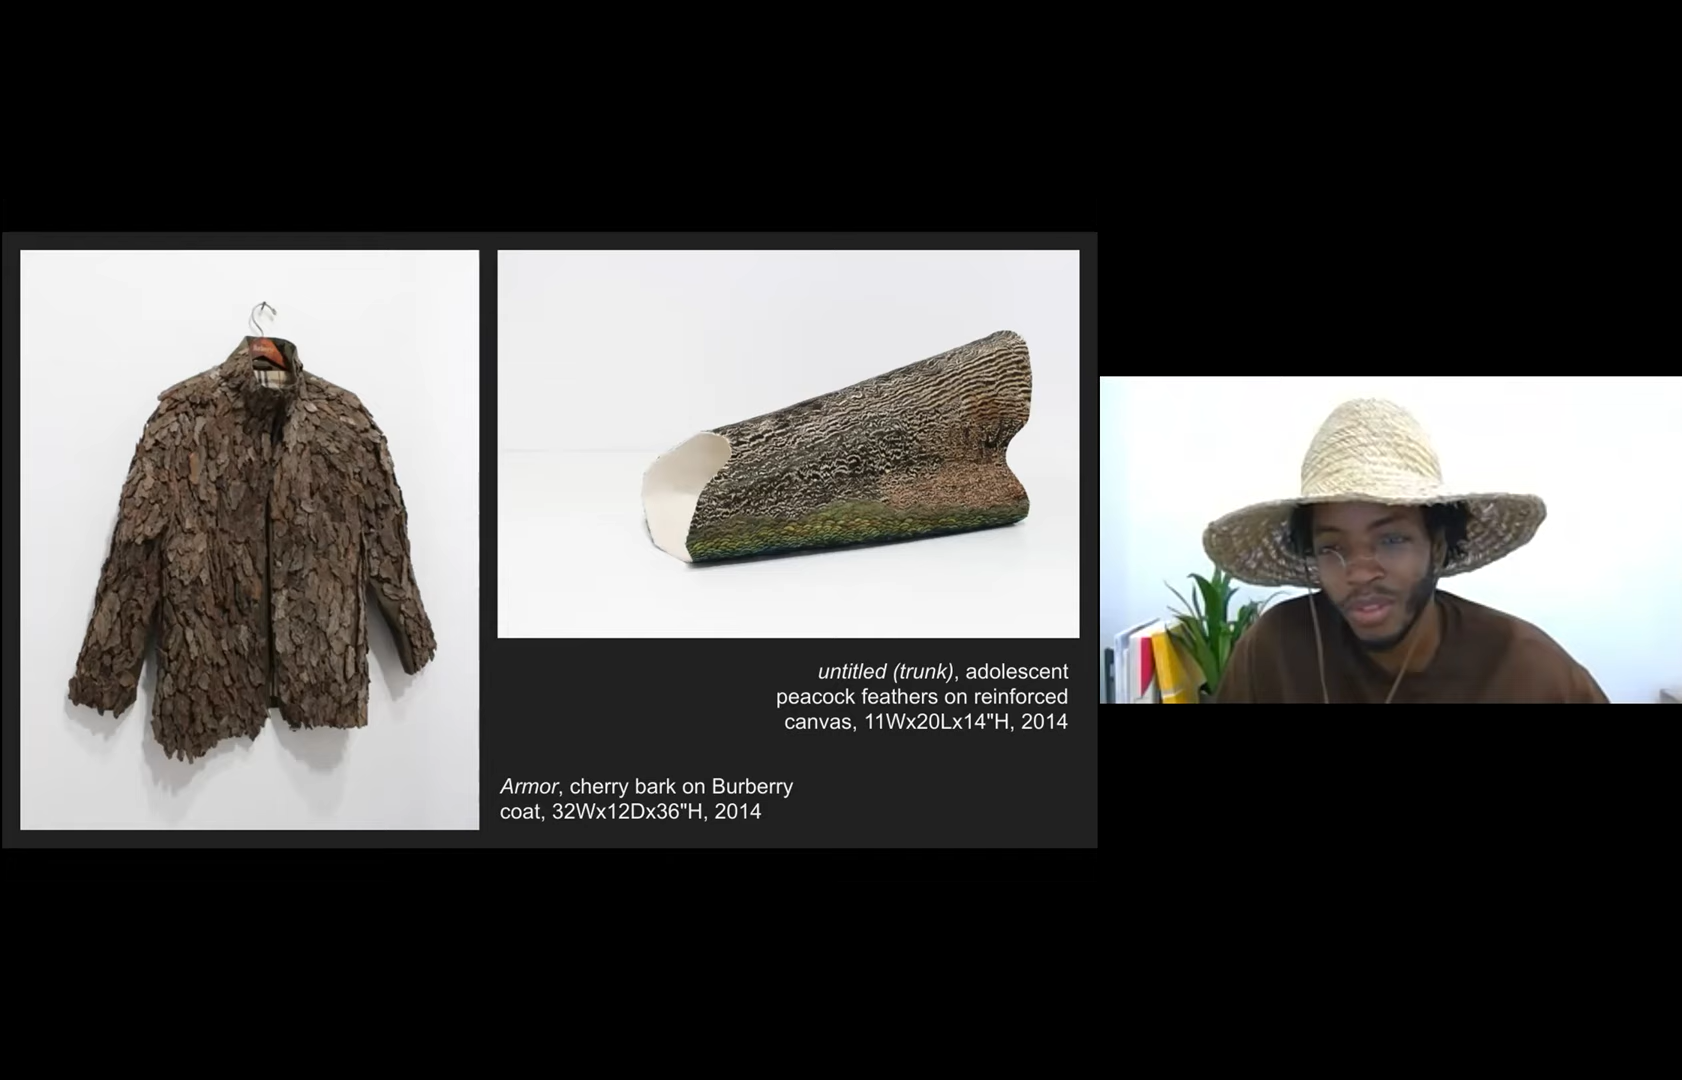 untitled (trunk), adolescent
peacock feathers on reinforced
canvas, 11Wx20Lx14"H, 2014
Armor, cherry bark on Burberry
coat, 32Wx12Dx36"H, 2014